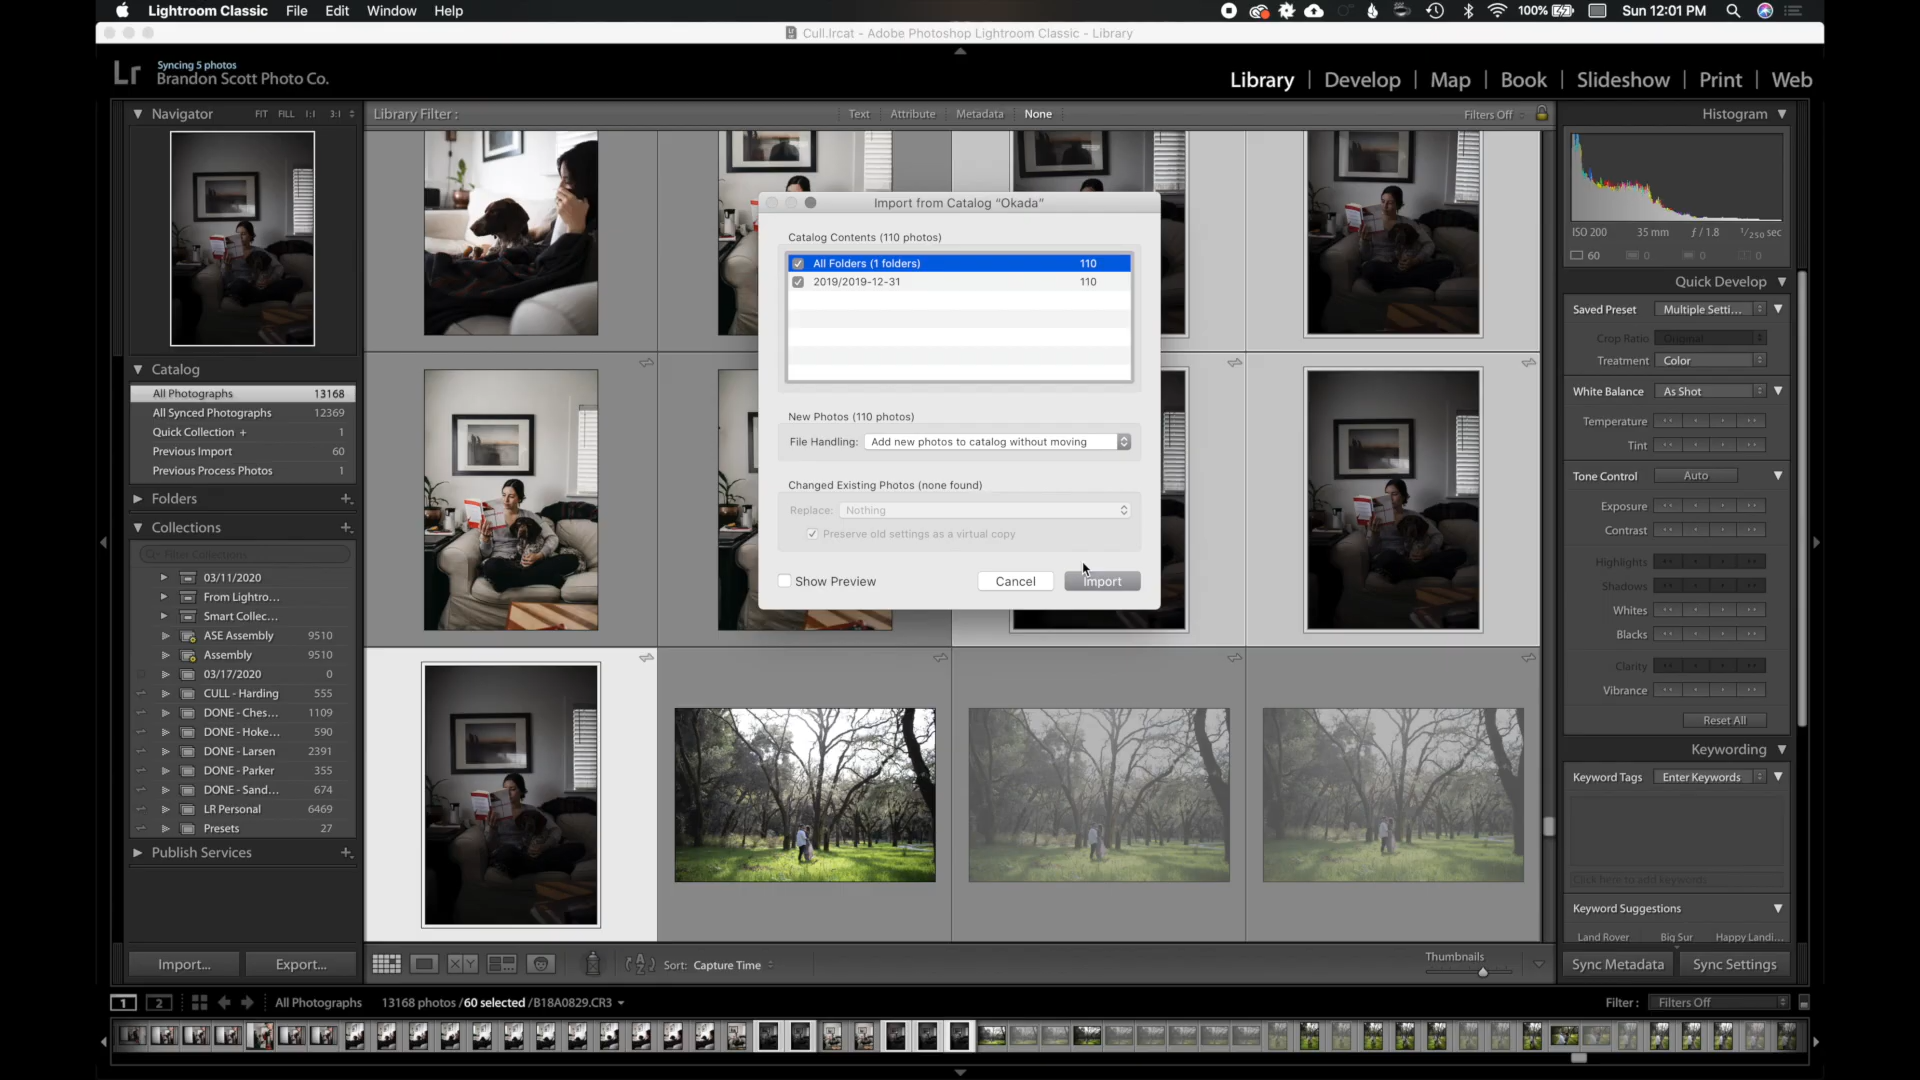 Lightroom Classic File Edit Window Help 100% Sun 12:01 PM
Cull.lrcat - Adobe Photoshop Lightroom Classic - Library
Lr Syncing 5 photos
Brandon Scott Photo Co.
Library | Develop | Map | Book | Slideshow | Print | Web
Navigator FIT FILL 1:1 3:1
Library Filter : Text Attribute Metadata None Filters Off
Histogram
ISO 200 35 mm ƒ / 1.8 1/250 sec
60 0 0 0
Import from Catalog “Okada”
Catalog Contents (110 photos)
All Folders (1 folders) 110
2019/2019-12-31 110
New Photos (110 photos)
File Handling: Add new photos to catalog without moving
Changed Existing Photos (none found)
Replace: Nothing
Preserve old settings as a virtual copy
Show Preview Cancel Import
Catalog
All Photographs 13168
All Synced Photographs 12369
Quick Collection + 1
Previous Import 60
Previous Process Photos 1
Folders +
Collections +
Filter Collections
03/11/2020
From Lightro...
Smart Collec...
ASE Assembly 9510
Assembly 9510
03/17/2020 0
CULL - Harding 555
DONE - Ches... 1109
DONE - Hoke... 590
DONE - Larsen 2391
DONE - Parker 355
DONE - Sand... 674
LR Personal 6469
Presets 27
Publish Services +
Import... Export...
Quick Develop
Saved Preset Multiple Setti...
Crop Ratio Original
Treatment Color
White Balance As Shot
Temperature
Tint
Tone Control Auto
Exposure
Contrast
Highlights
Shadows
Whites
Blacks
Clarity
Vibrance
Reset All
Keywording
Keyword Tags Enter Keywords
Click here to add keywords
Keyword Suggestions
Land Rover Big Sur Happy Landi...
Sync Metadata Sync Settings
X Y Sort: Capture Time Thumbnails
1 2 All Photographs 13168 photos / 60 selected / B18A0829.CR3
Filter : Filters Off